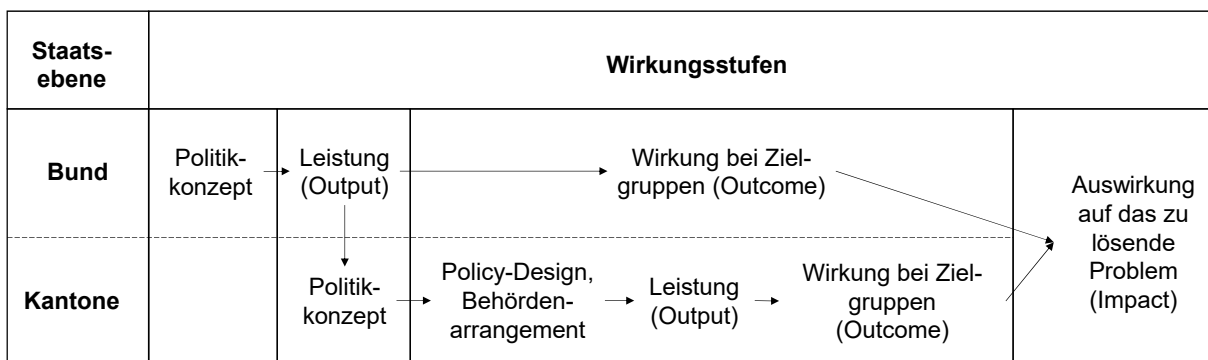 Staats-
ebene
Wirkungsstufen
Bund
Politik-
konzept
Leistung
(Output)
Wirkung bei Ziel-
gruppen (Outcome)
Auswirkung
auf das zu
lösende
Problem
(Impact)
Kantone
Politik-
konzept
Policy-Design,
Behörden-
arrangement
Leistung
(Output)
Wirkung bei Ziel-
gruppen
(Outcome)